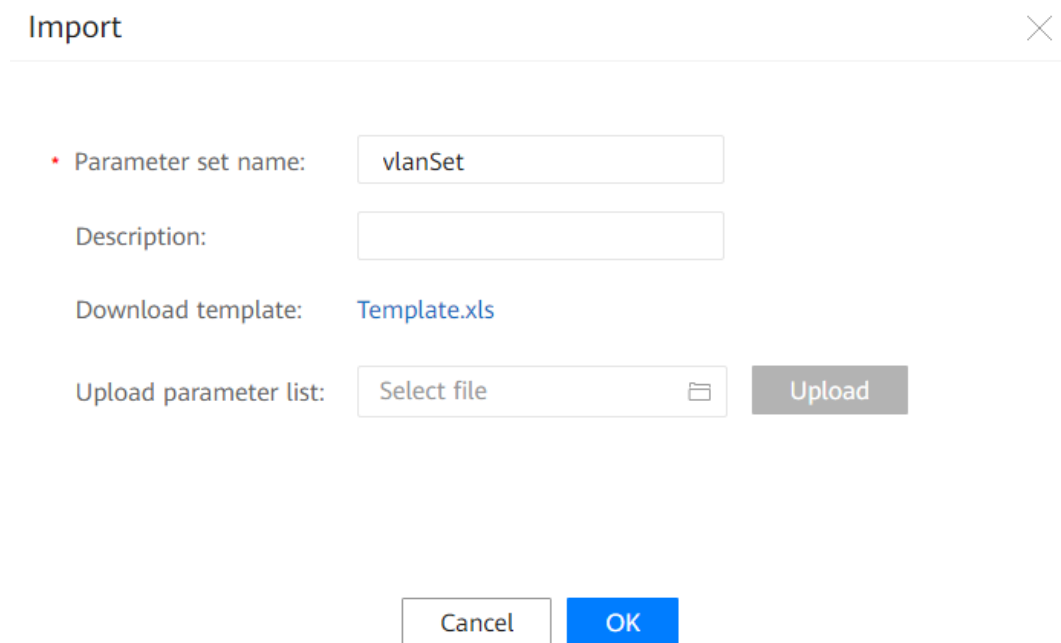 Import
* Parameter set name: vlanSet
Description:
Download template: Template.xls
Upload parameter list: Select file Upload
Cancel OK